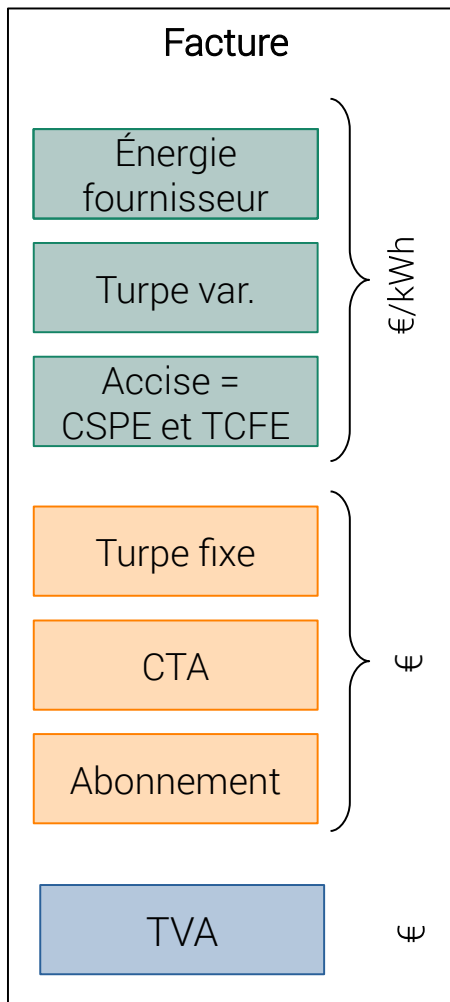 Facture
Énergie
fournisseur
Turpe var.
Accise =
CSPE et TCFE
€/kWh
Turpe fixe
CTA
Abonnement
€
TVA
€